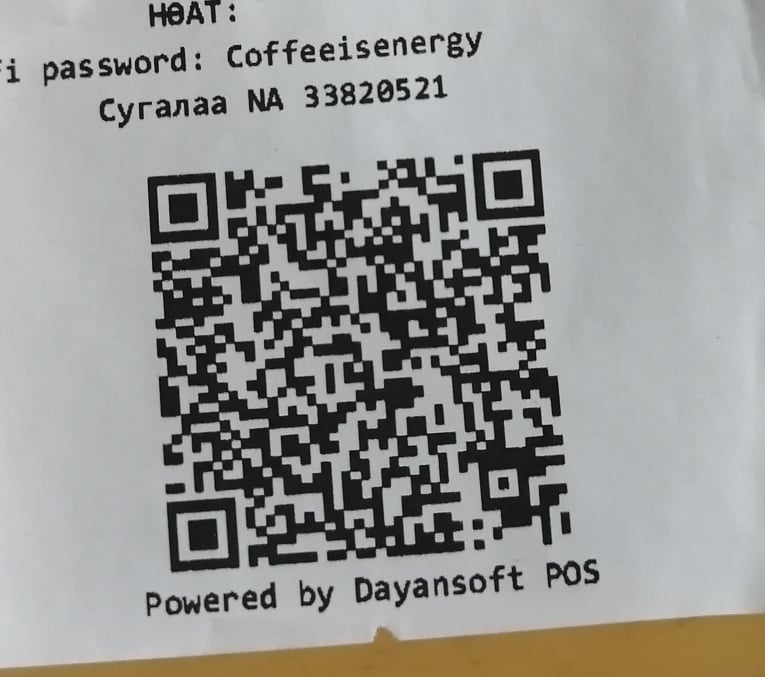 НӨАТ:
i password: Coffeeisenergy
Сугалаа NA 33820521
Powered by Dayansoft POS